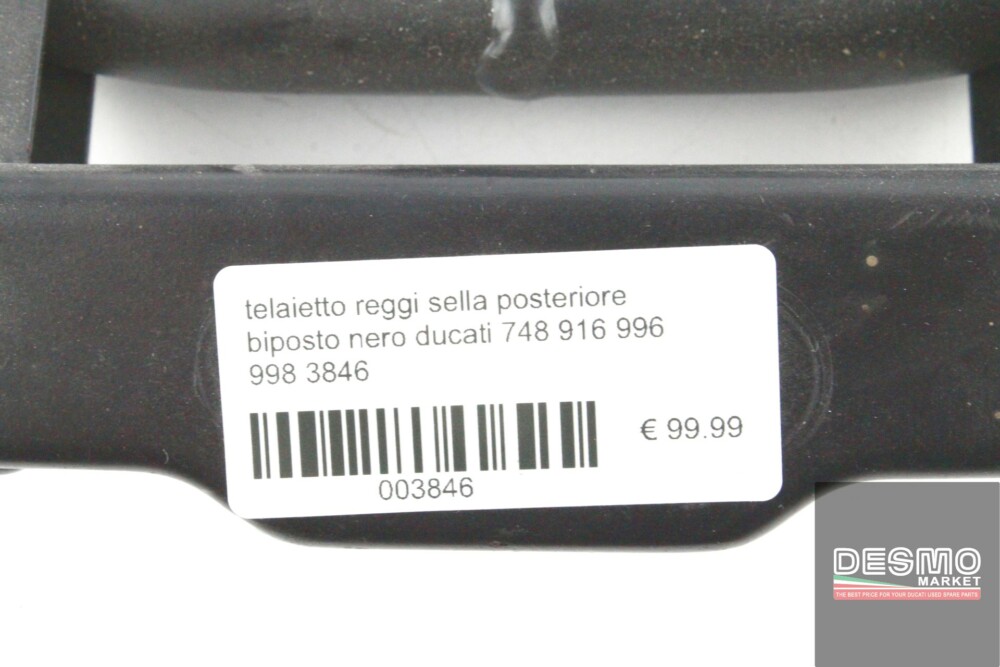 telaietto reggi sella posteriore
biposto nero ducati 748 916 996
998 3846
€ 99.99
003846
DESMO
MARKET
THE BEST PRICE FOR YOUR DUCATI USED SPARE PARTS